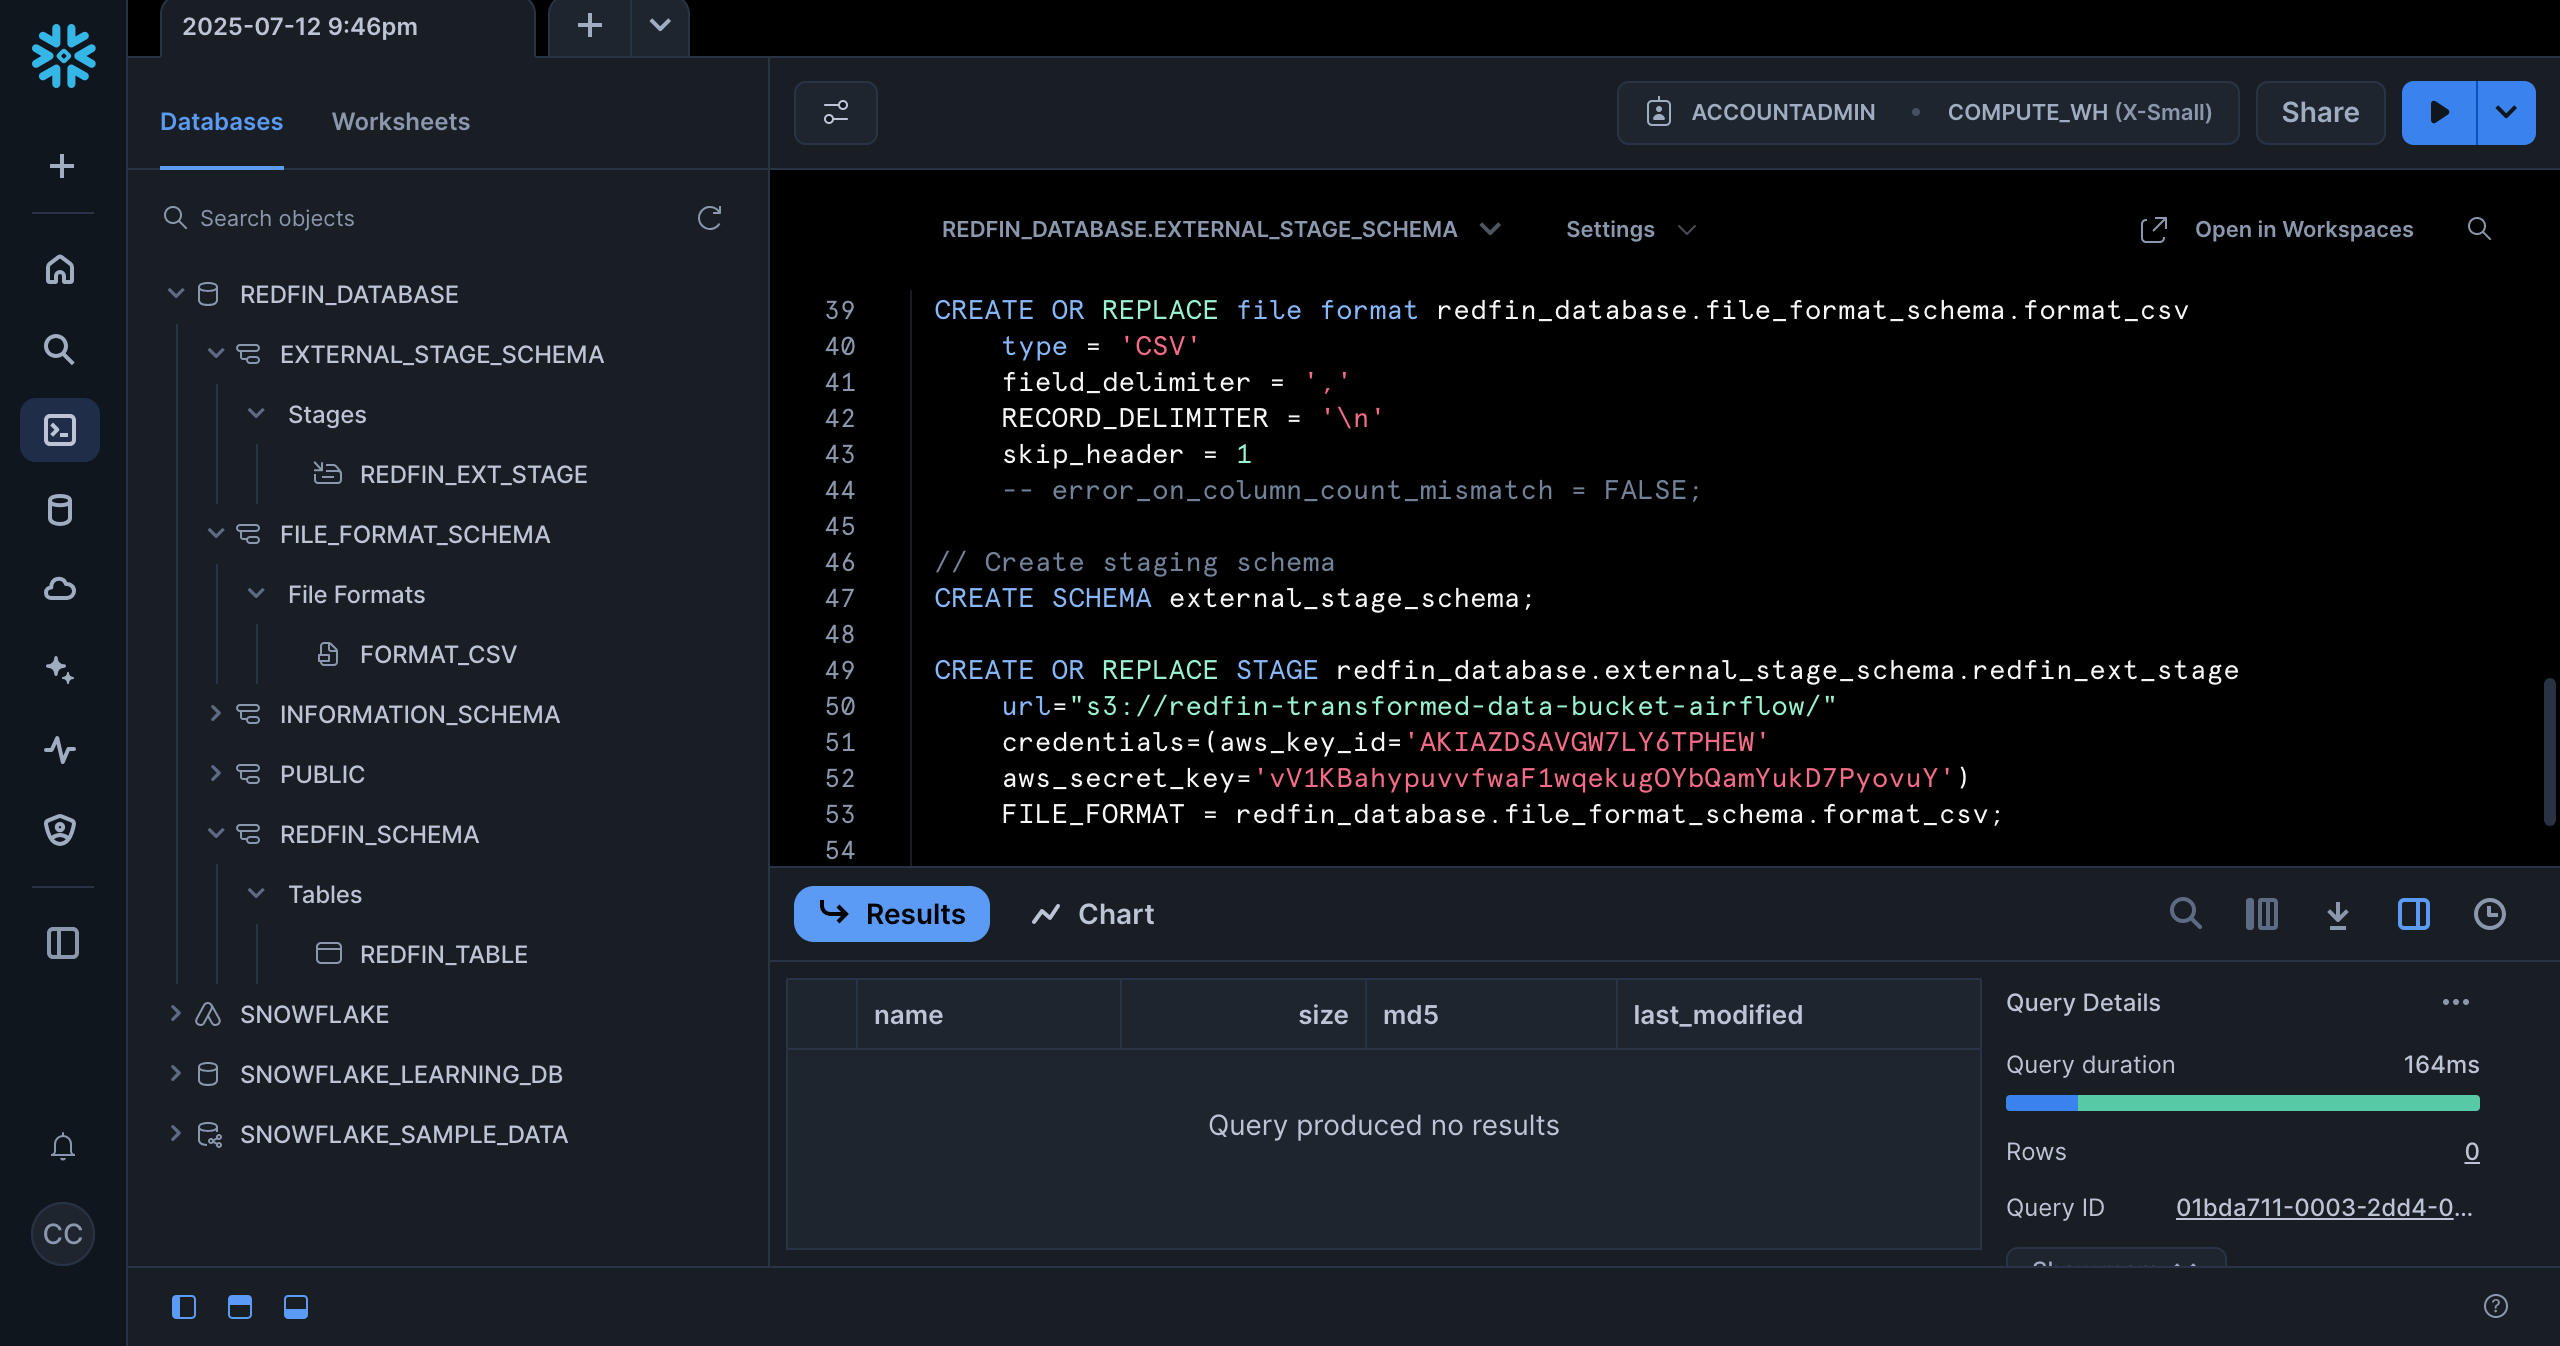 2025-07-12 9:46pm
Databases
Worksheets
Search objects
REDFIN_DATABASE
EXTERNAL_STAGE_SCHEMA
Stages
REDFIN_EXT_STAGE
FILE_FORMAT_SCHEMA
File Formats
FORMAT_CSV
INFORMATION_SCHEMA
PUBLIC
REDFIN_SCHEMA
Tables
REDFIN_TABLE
SNOWFLAKE
SNOWFLAKE_LEARNING_DB
SNOWFLAKE_SAMPLE_DATA
CC
ACCOUNTADMIN • COMPUTE_WH (X-Small)
Share
REDFIN_DATABASE.EXTERNAL_STAGE_SCHEMA
Settings
Open in Workspaces
39 CREATE OR REPLACE file format redfin_database.file_format_schema.format_csv
40 type = 'CSV'
41 field_delimiter = ','
42 RECORD_DELIMITER = '\n'
43 skip_header = 1
44 -- error_on_column_count_mismatch = FALSE;
45
46 // Create staging schema
47 CREATE SCHEMA external_stage_schema;
48
49 CREATE OR REPLACE STAGE redfin_database.external_stage_schema.redfin_ext_stage
50 url="s3://redfin-transformed-data-bucket-airflow/"
51 credentials=(aws_key_id='AKIAZDSAVGW7LY6TPHEW'
52 aws_secret_key='vV1KBahypuvvfwaF1wqekugOYbQamYukD7PyovuY')
53 FILE_FORMAT = redfin_database.file_format_schema.format_csv;
54
Results
Chart
name size md5 last_modified
Query produced no results
Query Details
Query duration 164ms
Rows 0
Query ID 01bda711-0003-2dd4-0...